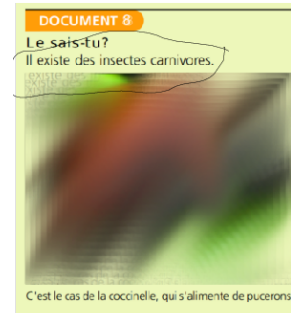 DOCUMENT 8
Le sais-tu?
Il existe des insectes carnivores.
C'est le cas de la coccinelle, qui s'alimente de pucerons